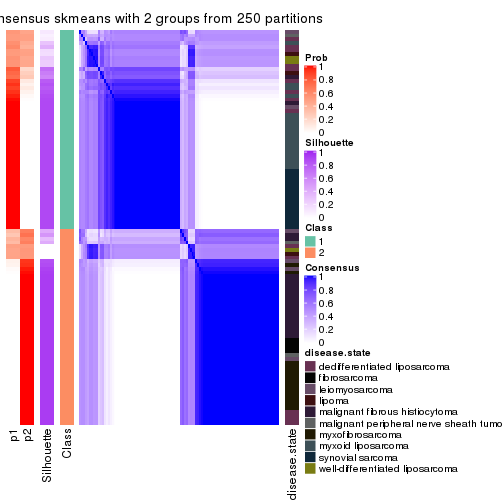 nsensus skmeans with 2 groups from 250 partitions
Prob
1
0.8
0.6
0.4
0.2
0
Silhouette
1
0.8
0.6
0.4
0.2
0
Class
1
2
Consensus
1
0.8
0.6
0.4
0.2
0
disease.state
dedifferentiated liposarcoma
fibrosarcoma
leiomyosarcoma
lipoma
malignant fibrous histiocytoma
malignant peripheral nerve sheath tumo
myxofibrosarcoma
myxoid liposarcoma
synovial sarcoma
well-differentiated liposarcoma
p1
p2
Silhouette
Class
disease.state